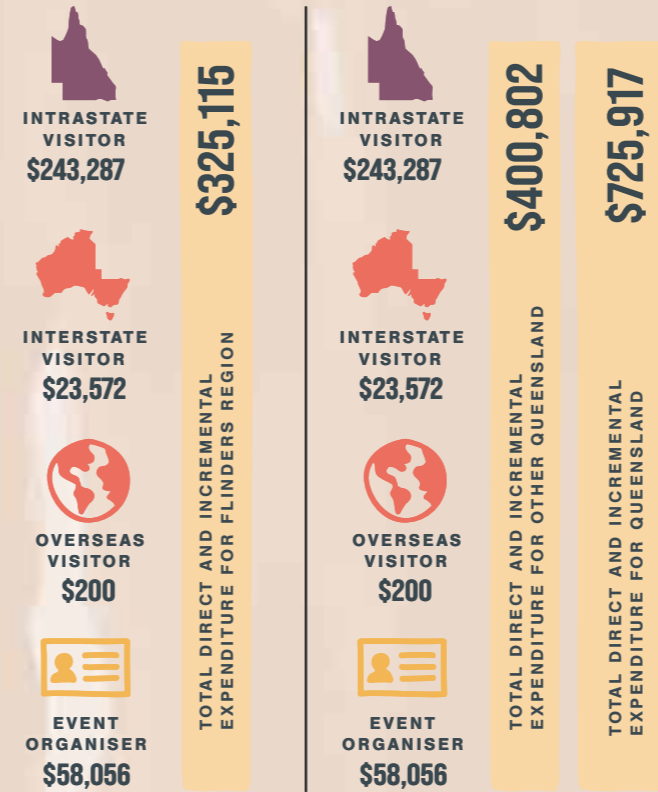 INTRASTATE
VISITOR
$243,287
INTERSTATE
VISITOR
$23,572
OVERSEAS
VISITOR
$200
EVENT
ORGANISER
$58,056
$325,115
TOTAL DIRECT AND INCREMENTAL
EXPENDITURE FOR FLINDERS REGION
INTRASTATE
VISITOR
$243,287
INTERSTATE
VISITOR
$23,572
OVERSEAS
VISITOR
$200
EVENT
ORGANISER
$58,056
$400,802
TOTAL DIRECT AND INCREMENTAL
EXPENDITURE FOR OTHER QUEENSLAND
$725,917
TOTAL DIRECT AND INCREMENTAL
EXPENDITURE FOR QUEENSLAND